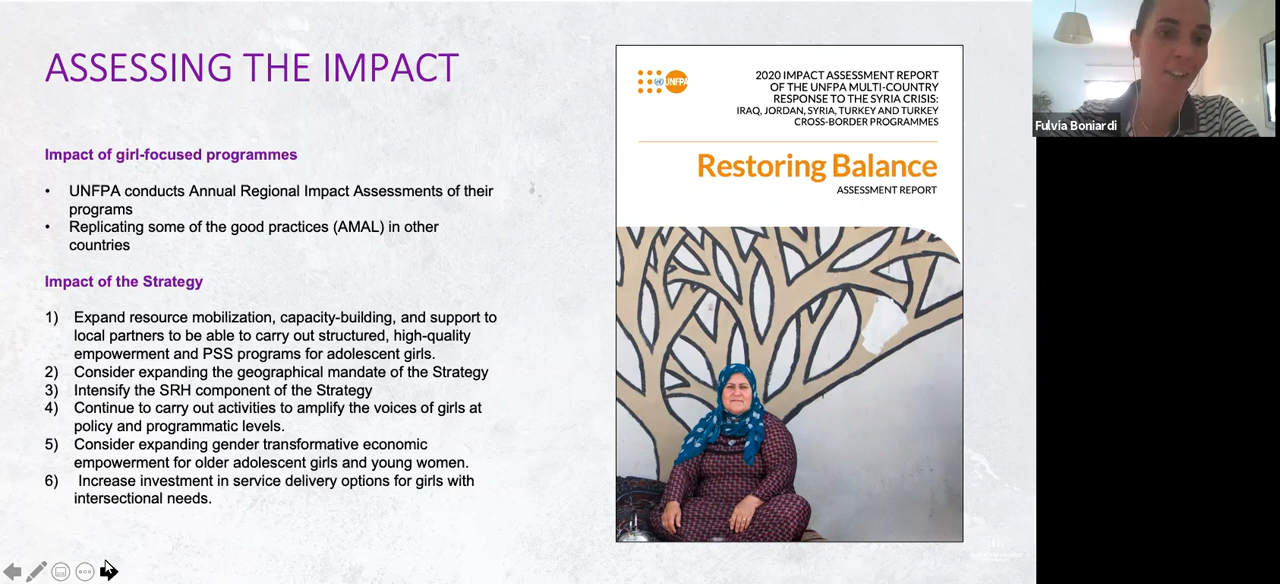 ASSESSING THE IMPACT
Impact of girl-focused programmes
• UNFPA conducts Annual Regional Impact Assessments of their
programs
• Replicating some of the good practices (AMAL) in other
countries
Impact of the Strategy
1) Expand resource mobilization, capacity-building, and support to
local partners to be able to carry out structured, high-quality
empowerment and PSS programs for adolescent girls.
2) Consider expanding the geographical mandate of the Strategy
3) Intensify the SRH component of the Strategy
4) Continue to carry out activities to amplify the voices of girls at
policy and programmatic levels.
5) Consider expanding gender transformative economic
empowerment for older adolescent girls and young women.
6) Increase investment in service delivery options for girls with
intersectional needs.
UNFPA
2020 IMPACT ASSESSMENT REPORT
OF THE UNFPA MULTI-COUNTRY
RESPONSE TO THE SYRIA CRISIS:
IRAQ, JORDAN, SYRIA, TURKEY AND TURKEY
CROSS-BORDER PROGRAMMES
Restoring Balance
ASSESSMENT REPORT
Fulvia Boniardi